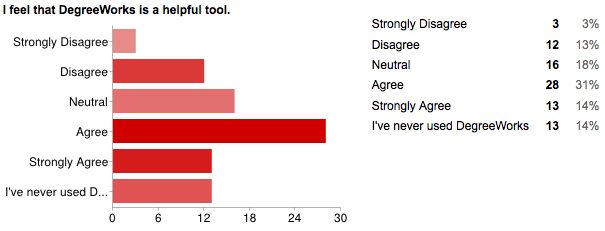 I feel that DegreeWorks is a helpful tool.
Strongly Disagree
Disagree
Neutral
Agree
Strongly Agree
I've never used D...
0 6 12 18 24 30
Strongly Disagree 3 3%
Disagree 12 13%
Neutral 16 18%
Agree 28 31%
Strongly Agree 13 14%
I've never used DegreeWorks 13 14%